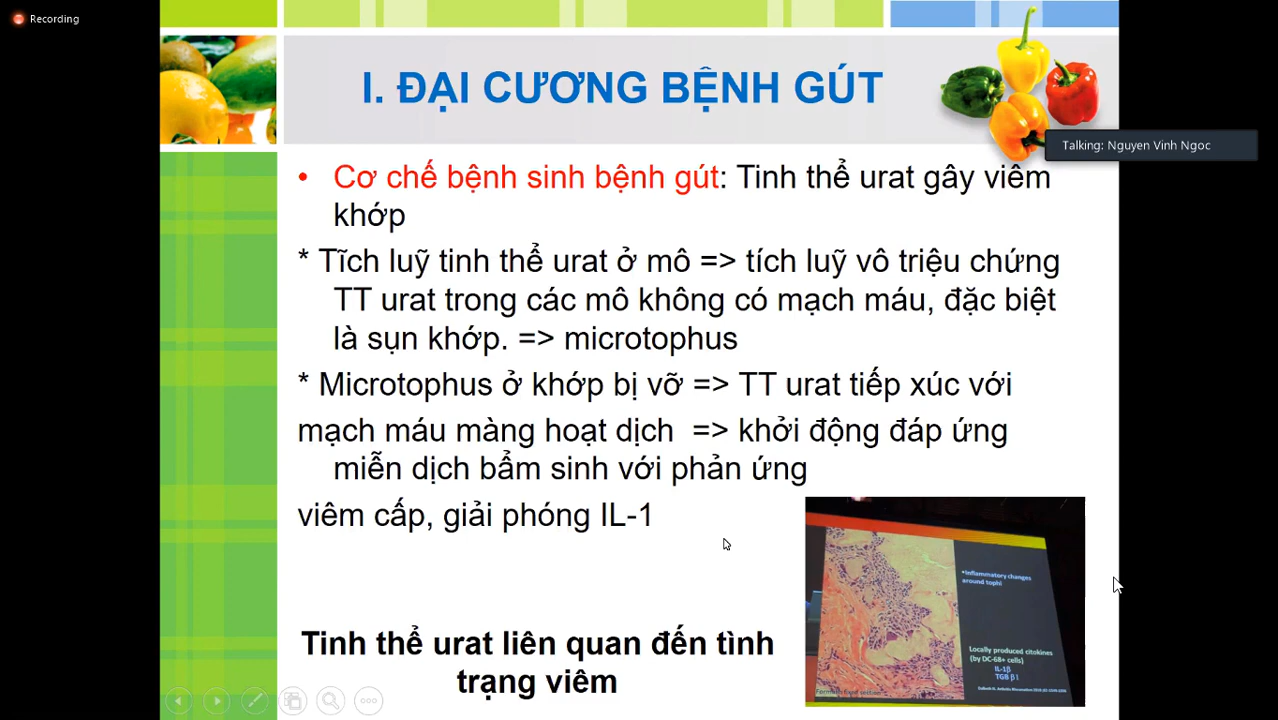 Recording
I. ĐẠI CƯƠNG BỆNH GÚT
Talking: Nguyen Vinh Ngoc
• Cơ chế bệnh sinh bệnh gút: Tinh thể urat gây viêm
khớp
* Tĩch luỹ tinh thể urat ở mô => tích luỹ vô triệu chứng
TT urat trong các mô không có mạch máu, đặc biệt
là sụn khớp. => microtophus
* Microtophus ở khớp bị vỡ => TT urat tiếp xúc với
mạch máu màng hoạt dịch => khởi động đáp ứng
miễn dịch bẩm sinh với phản ứng
viêm cấp, giải phóng IL-1
•Inflammatory changes
around tophi
Locally produced citokines
(by DC-68+ cells)
IL-1β
TGB β1
Tinh thể urat liên quan đến tình
trạng viêm